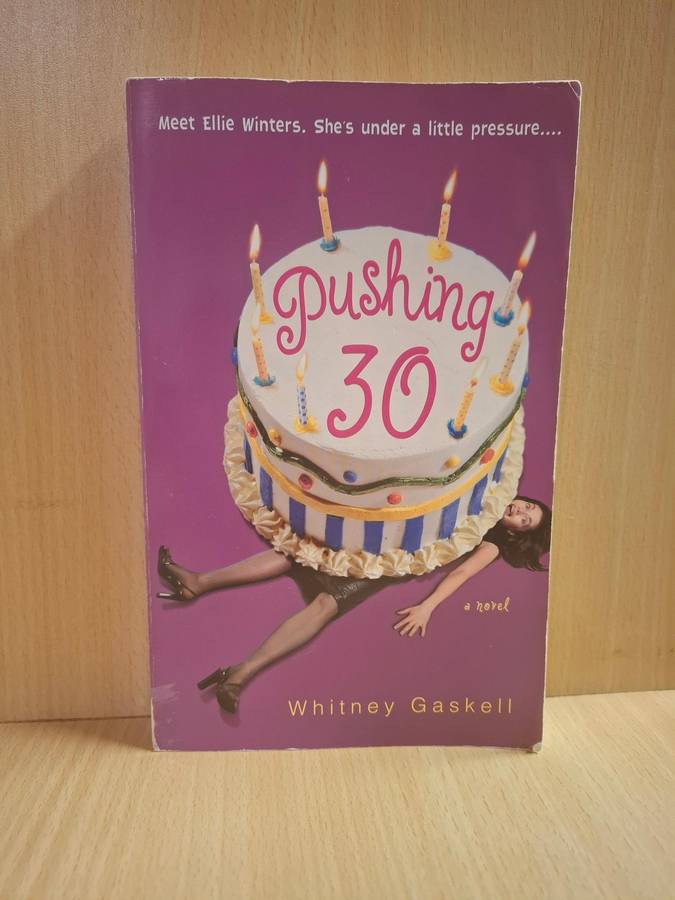 Meet Ellie Winters. She's under a little pressure....
Pushing
30
a novel
Whitney Gaskell